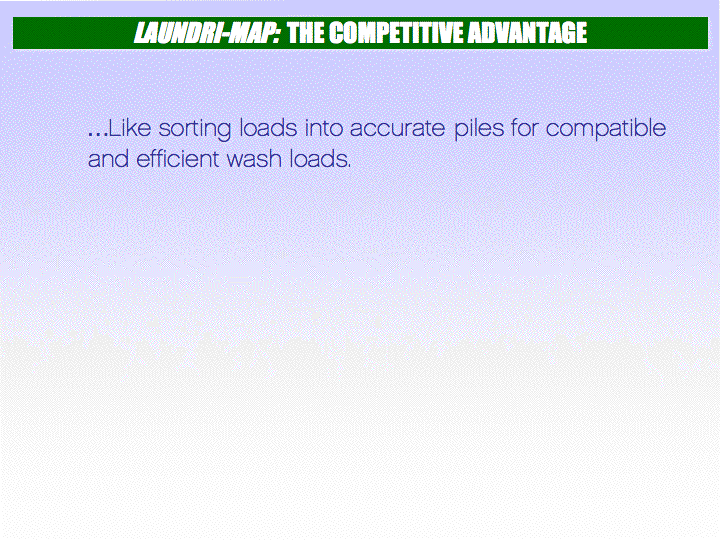 LAUNDRI-MAP: THE COMPETITIVE ADVANTAGE
...Like sorting loads into accurate piles for compatible
and efficient wash loads.